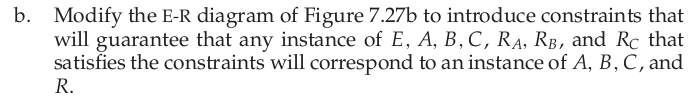 b. Modify the E-R diagram of Figure 7.27b to introduce constraints that
will guarantee that any instance of E, A, B, C, R_A, R_B, and R_C that
satisfies the constraints will correspond to an instance of A, B, C, and
R.